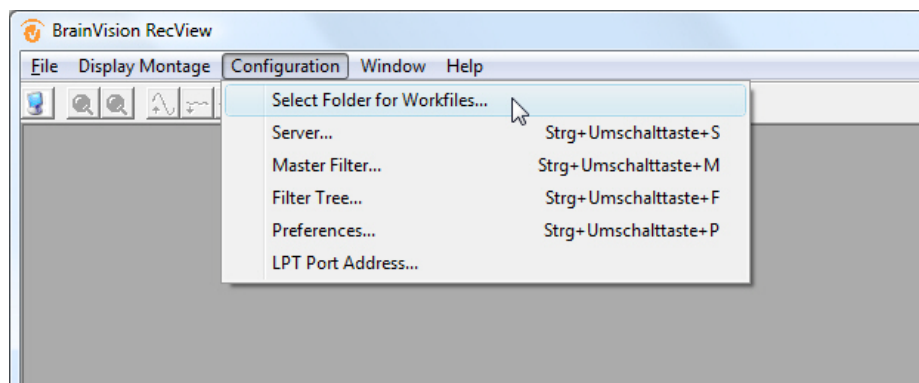 BrainVision RecView
File Display Montage Configuration Window Help
Select Folder for Workfiles...
Server... Strg+Umschalttaste+S
Master Filter... Strg+Umschalttaste+M
Filter Tree... Strg+Umschalttaste+F
Preferences... Strg+Umschalttaste+P
LPT Port Address...